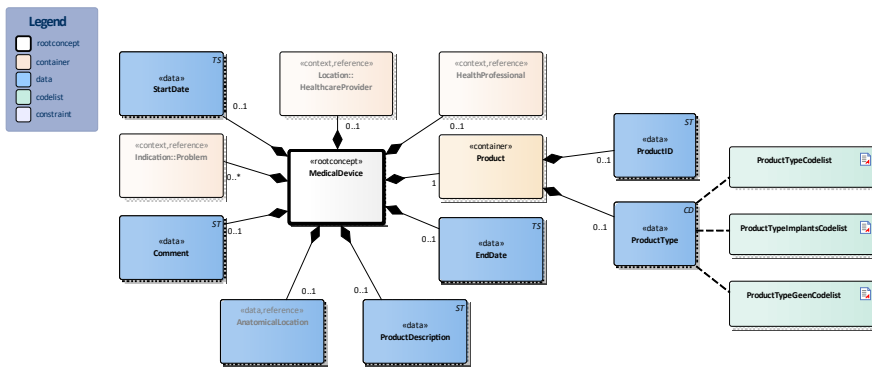 Legend
rootconcept
container
data
codelist
constraint
TS
«data»
StartDate
0..1
«context,reference»
Location::
HealthcareProvider
0..1
«context,reference»
HealthProfessional
0..1
«context,reference»
Indication::Problem
0..*
«rootconcept»
MedicalDevice
«container»
Product
1
ST
«data»
ProductID
0..1
ProductTypeCodelist
CD
«data»
ProductType
0..1
ProductTypeImplantsCodelist
ProductTypeGeenCodelist
ST
«data»
Comment
0..1
TS
«data»
EndDate
0..1
«data,reference»
AnatomicalLocation
0..1
ST
«data»
ProductDescription
0..1